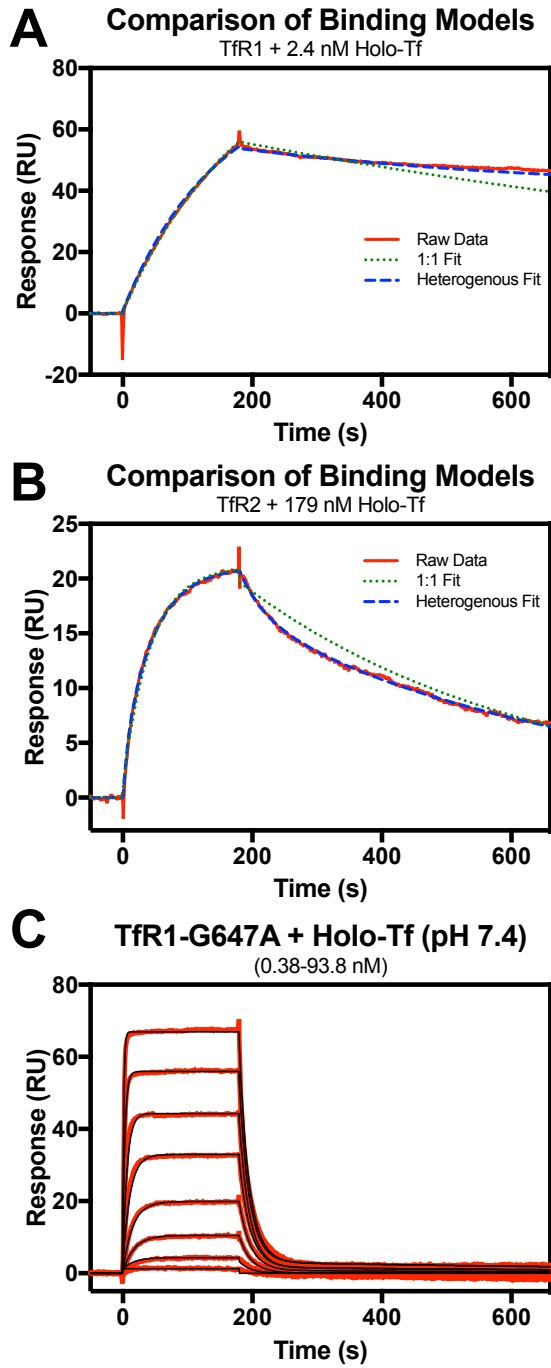 A
Comparison of Binding Models
TfR1 + 2.4 nM Holo-Tf
80
60
40
20
0
-20
Response (RU)
Raw Data
1:1 Fit
Heterogenous Fit
0
200
400
600
Time (s)
B
Comparison of Binding Models
TfR2 + 179 nM Holo-Tf
25
20
15
10
5
0
Response (RU)
Raw Data
1:1 Fit
Heterogenous Fit
0
200
400
600
Time (s)
C
TfR1-G647A + Holo-Tf (pH 7.4)
(0.38-93.8 nM)
80
60
40
20
0
Response (RU)
0
200
400
600
Time (s)